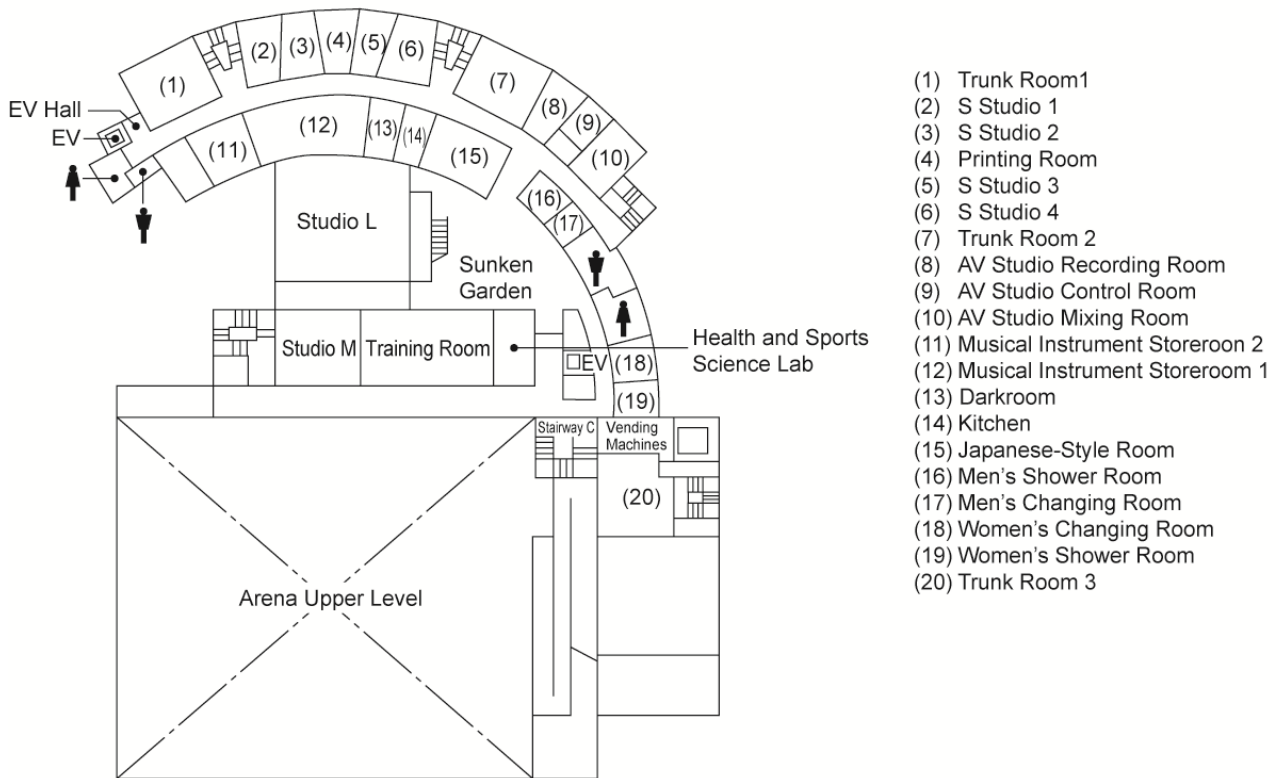 (1)
(2)
(3)
(4)
(5)
(6)
(7)
(8)
(9)
(10)
EV Hall
EV
(11)
(12)
(13)
(14)
(15)
(16)
(17)
Studio L
Sunken
Garden
Studio M
Training Room
Health and Sports
Science Lab
EV
(18)
(19)
Stairway C
Vending
Machines
(20)
Arena Upper Level
(1) Trunk Room1
(2) S Studio 1
(3) S Studio 2
(4) Printing Room
(5) S Studio 3
(6) S Studio 4
(7) Trunk Room 2
(8) AV Studio Recording Room
(9) AV Studio Control Room
(10) AV Studio Mixing Room
(11) Musical Instrument Storeroon 2
(12) Musical Instrument Storeroom 1
(13) Darkroom
(14) Kitchen
(15) Japanese-Style Room
(16) Men's Shower Room
(17) Men's Changing Room
(18) Women's Changing Room
(19) Women's Shower Room
(20) Trunk Room 3